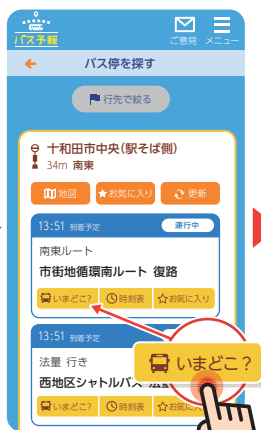 バス予報
ご意見 メニュー
バス停を探す
行先で絞る
十和田市中央(駅そば側)
34m 南東
地図 お気に入り 更新
13:51 到着予定 運行中
南東ルート
市街地循環南ルート 復路
いまどこ? 時刻表 お気に入り
13:51 到着予定
法量 行き
西地区シャトルバス 法量
いまどこ? 時刻表 お気に
いまどこ?